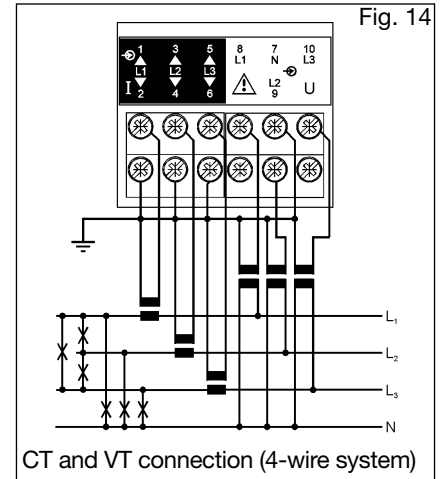 Fig. 14
1 3 5 8 7 10
L1 N L3
L1 L2 L3
I L2 U
2 4 6 9
L1
L2
L3
N
CT and VT connection (4-wire system)